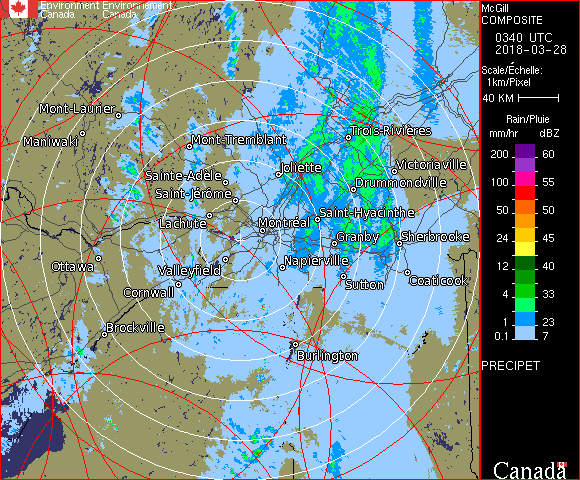 Environment Environnement
Canada Canada
McGill
COMPOSITE
0340 UTC
2018-03-28
Scale/Échelle:
1km/Pixel
40 KM
Rain/Pluie
mm/hr dBZ
200 60
100 55
50 50
24 45
12 40
4 33
2 23
0.1 7
PRECIPET
Canada
Mont-Laurier
Maniwaki
Mont-Tremblant
Trois-Rivières
Joliette
Victoriaville
Sainte-Adèle
Drummondville
Saint-Jérôme
Lachute
Saint-Hyacinthe
Montréal
Granby
Sherbrooke
Ottawa
Valleyfield
Napierville
Cornwall
Sutton
Coaticook
Brockville
Burlington